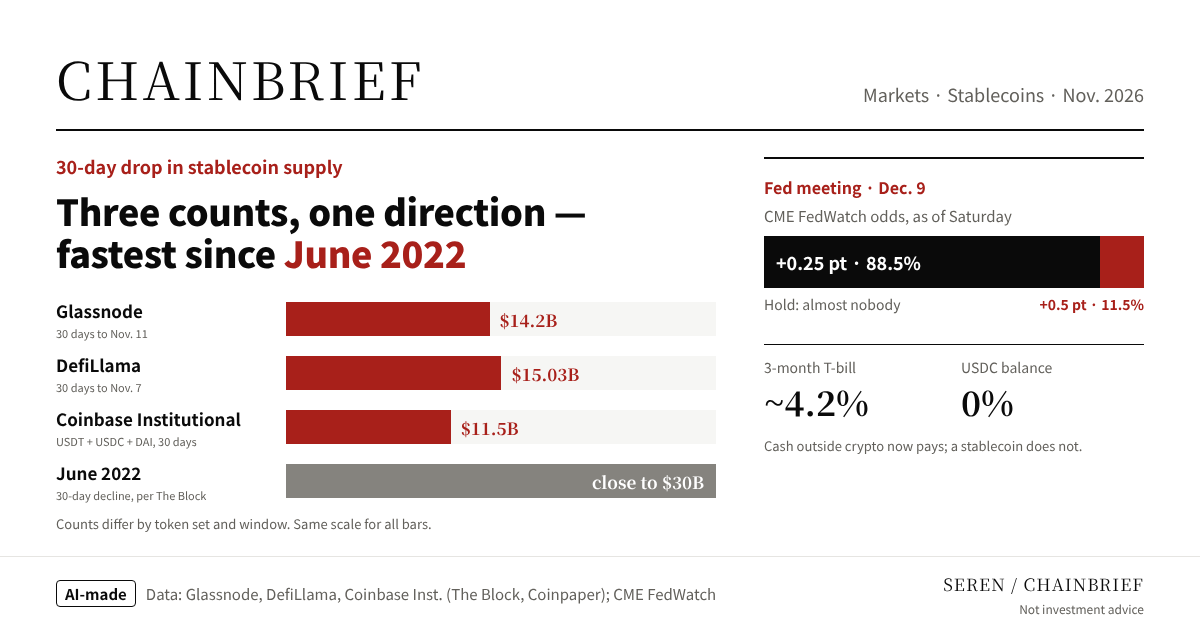 CHAINBRIEF
Markets · Stablecoins · Nov. 2026
30-day drop in stablecoin supply
Three counts, one direction —
fastest since June 2022
Glassnode
30 days to Nov. 11
$14.2B
DefiLlama
30 days to Nov. 7
$15.03B
Coinbase Institutional
USDT + USDC + DAI, 30 days
$11.5B
June 2022
30-day decline, per The Block
close to $30B
Counts differ by token set and window. Same scale for all bars.
Fed meeting · Dec. 9
CME FedWatch odds, as of Saturday
+0.25 pt · 88.5%
Hold: almost nobody
+0.5 pt · 11.5%
3-month T-bill
USDC balance
~4.2%
0%
Cash outside crypto now pays; a stablecoin does not.
AI-made
Data: Glassnode, DefiLlama, Coinbase Inst. (The Block, Coinpaper); CME FedWatch
SEREN / CHAINBRIEF
Not investment advice